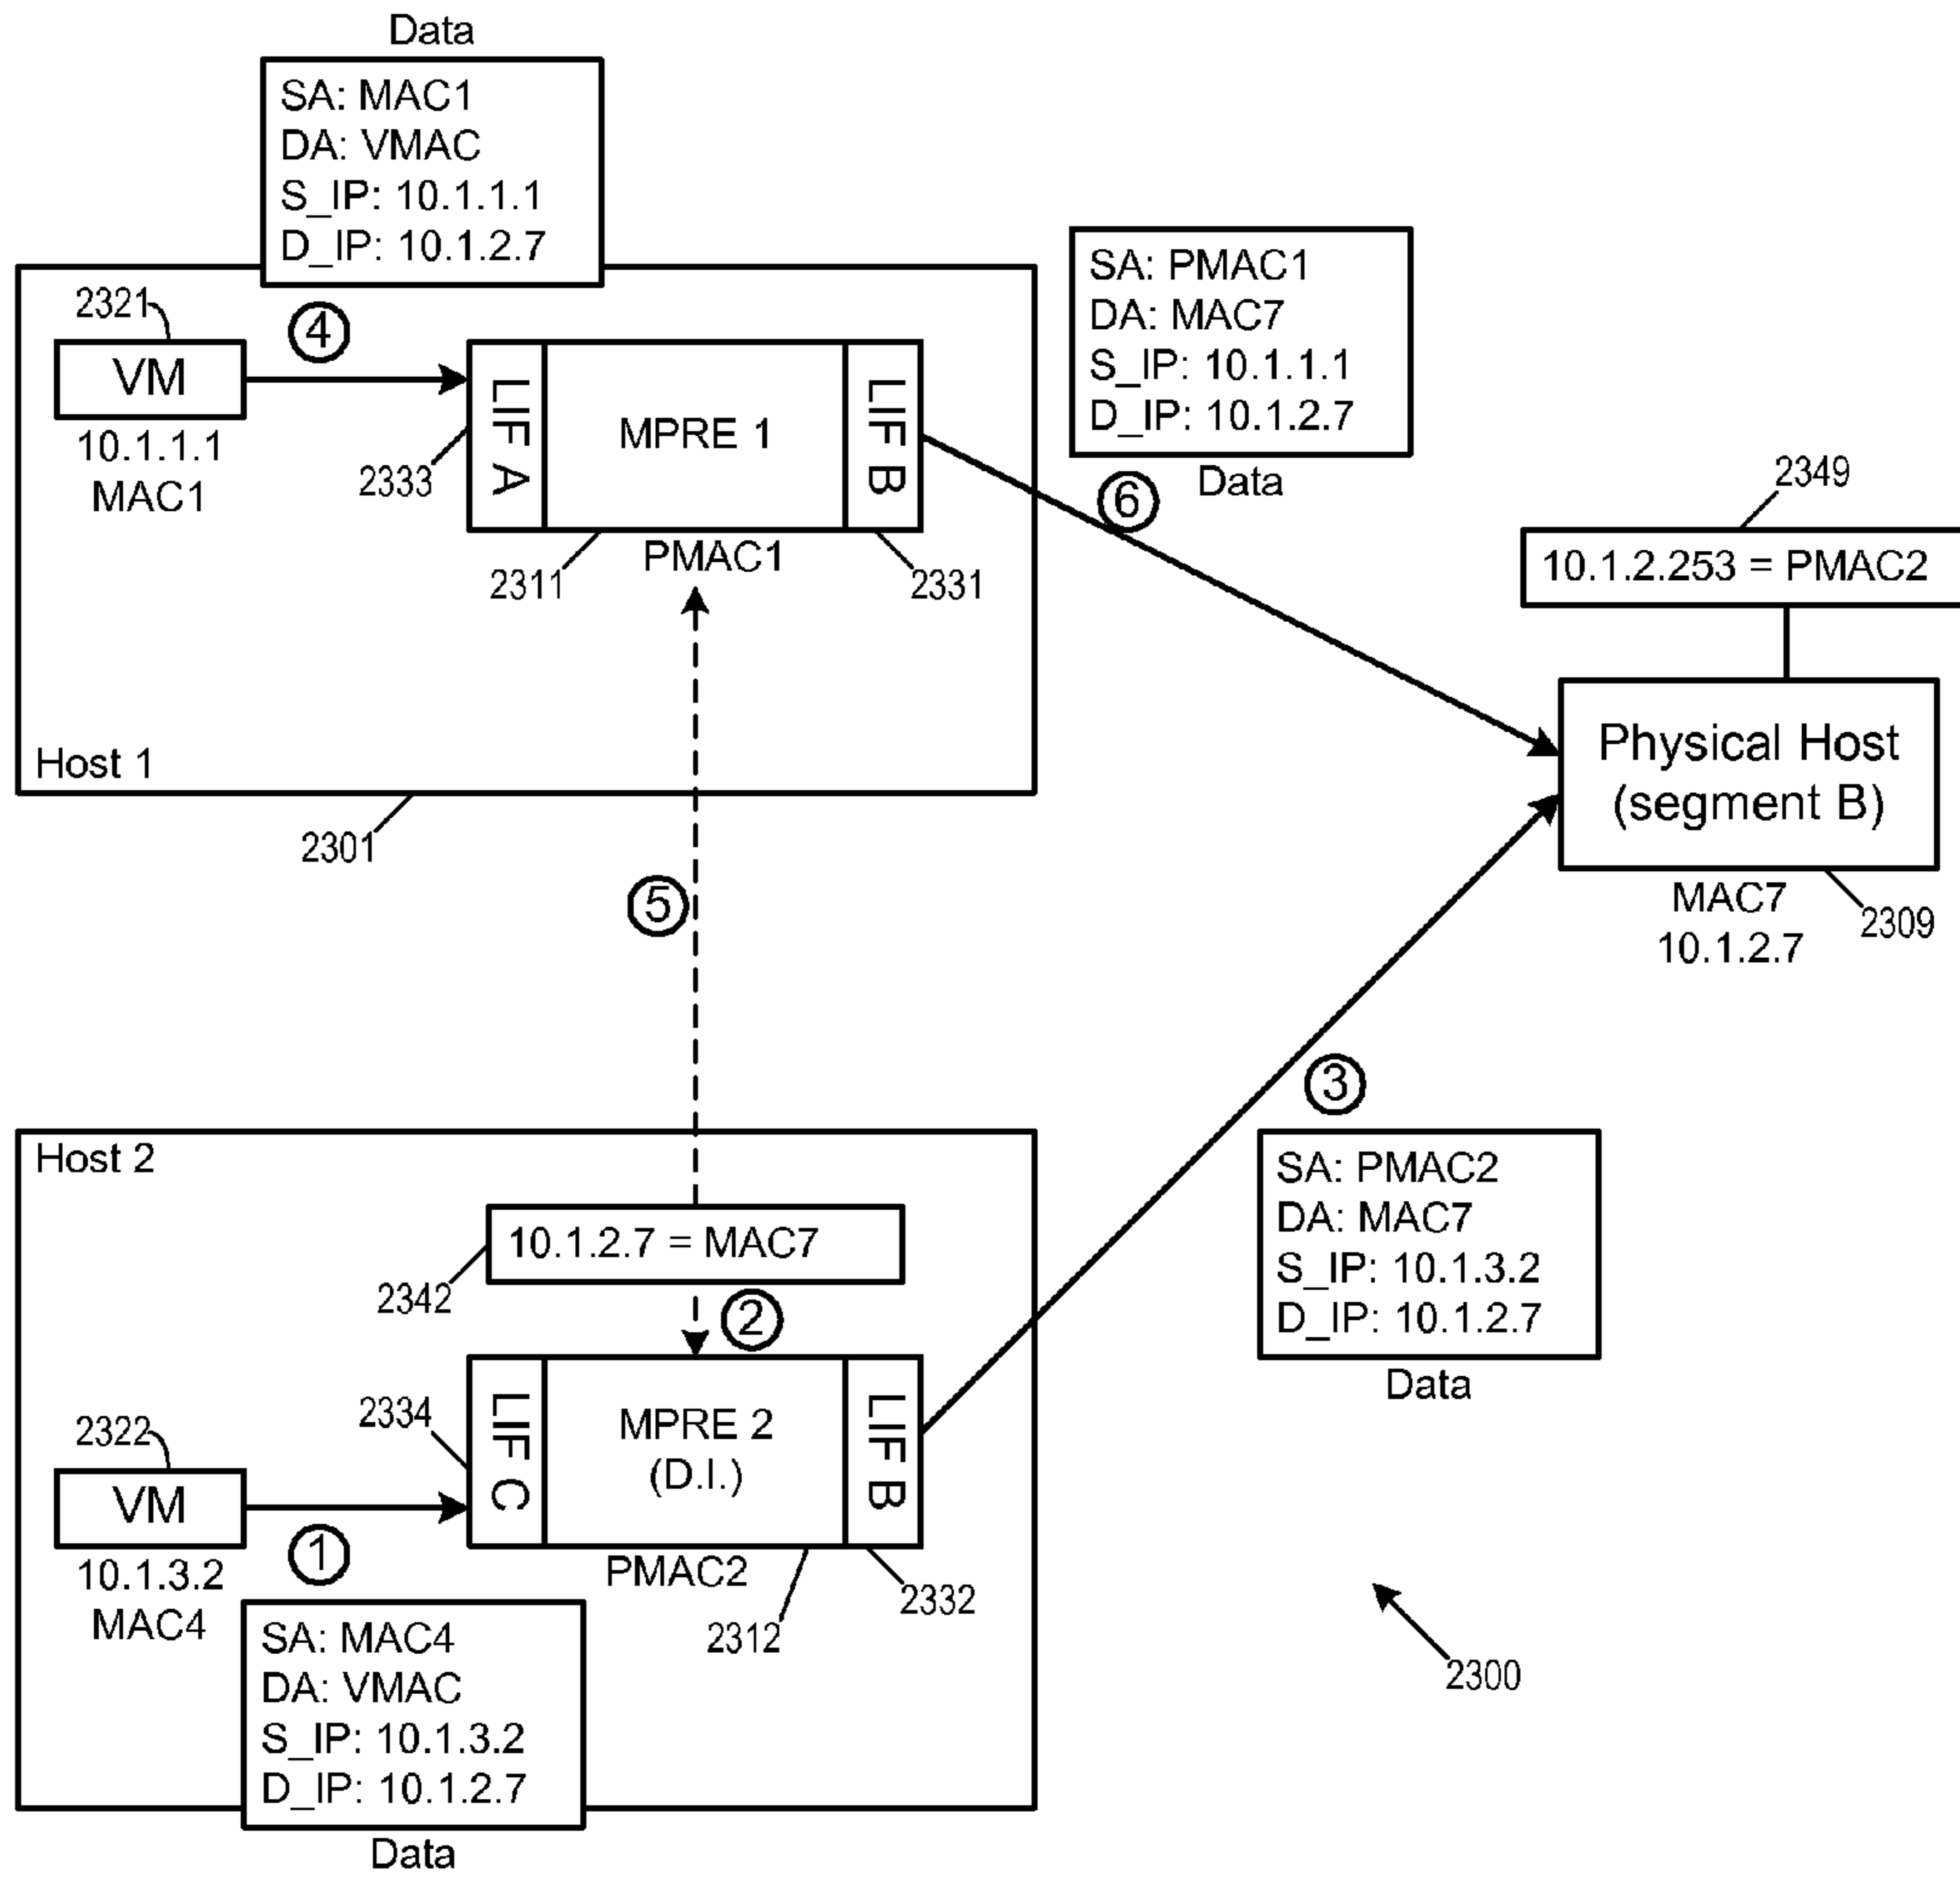 Data
SA: MAC1
DA: VMAC
S_IP: 10.1.1.1
D_IP: 10.1.2.7
2321
4
VM
10.1.1.1
MAC1
LIF A
MPRE 1
LIF B
2333
2311
PMAC1
2331
SA: PMAC1
DA: MAC7
S_IP: 10.1.1.1
D_IP: 10.1.2.7
Data
6
2349
10.1.2.253 = PMAC2
Host 1
2301
Physical Host
(segment B)
MAC7
10.1.2.7
2309
5
3
SA: PMAC2
DA: MAC7
S_IP: 10.1.3.2
D_IP: 10.1.2.7
Data
Host 2
10.1.2.7 = MAC7
2342
2
2334
2322
VM
10.1.3.2
MAC4
1
LIF C
MPRE 2
(D.I.)
LIF B
PMAC2
2312
2332
SA: MAC4
DA: VMAC
S_IP: 10.1.3.2
D_IP: 10.1.2.7
Data
2300